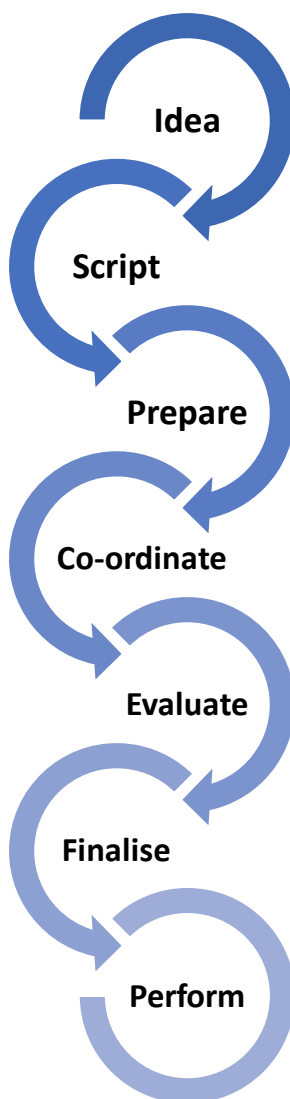 Idea
Script
Prepare
Co-ordinate
Evaluate
Finalise
Perform